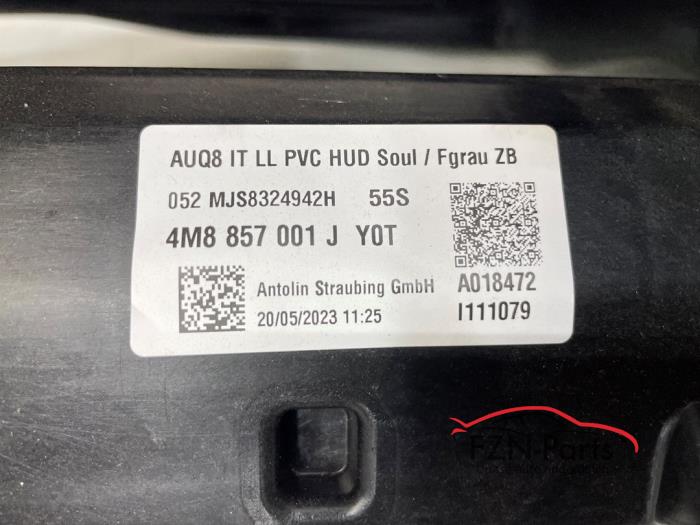 AUQ8 IT LL PVC HUD Soul / Fgrau ZB
052 MJS8324942H 55S
4M8 857 001 J Y0T
Antolin Straubing GmbH A018472
20/05/2023 11:25 I111079
FZN-Parts